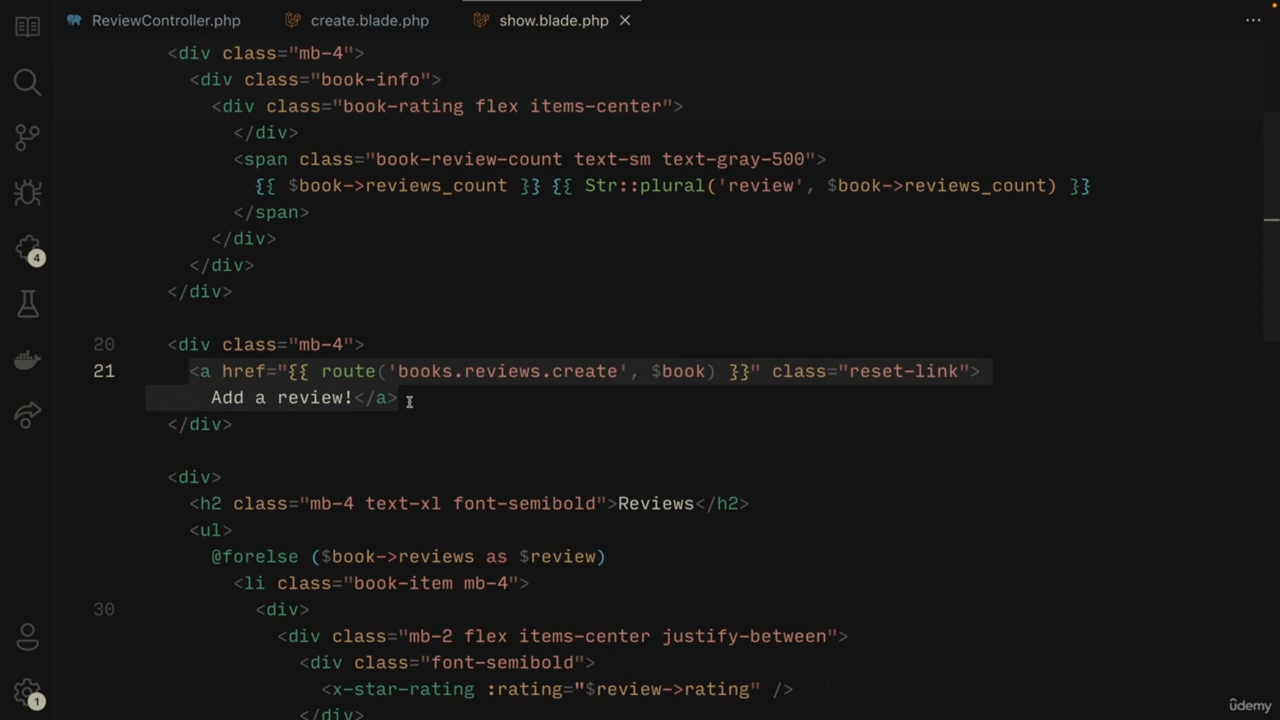 ReviewController.php create.blade.php show.blade.php
<div class="mb-4">
<div class="book-info">
<div class="book-rating flex items-center">
</div>
<span class="book-review-count text-sm text-gray-500">
{{ $book->reviews_count }} {{ Str::plural('review', $book->reviews_count) }}
</span>
</div>
</div>
</div>
20 <div class="mb-4">
21 <a href="{{ route('books.reviews.create', $book) }}" class="reset-link">
Add a review!</a>
</div>
<div>
<h2 class="mb-4 text-xl font-semibold">Reviews</h2>
<ul>
@forelse ($book->reviews as $review)
<li class="book-item mb-4">
30 <div>
<div class="mb-2 flex items-center justify-between">
<div class="font-semibold">
<x-star-rating :rating="$review->rating" />
</div>
4
1
ûdemy